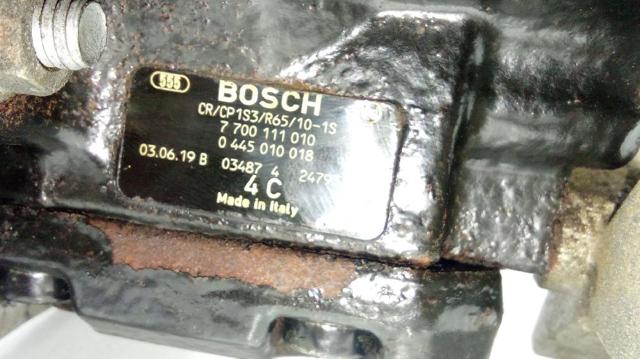 555
BOSCH
CR/CP1S3/R65/10-1S
7 700 111 010
0 445 010 018
03.06.19 B 03487 4 2479
4 C
Made in Italy